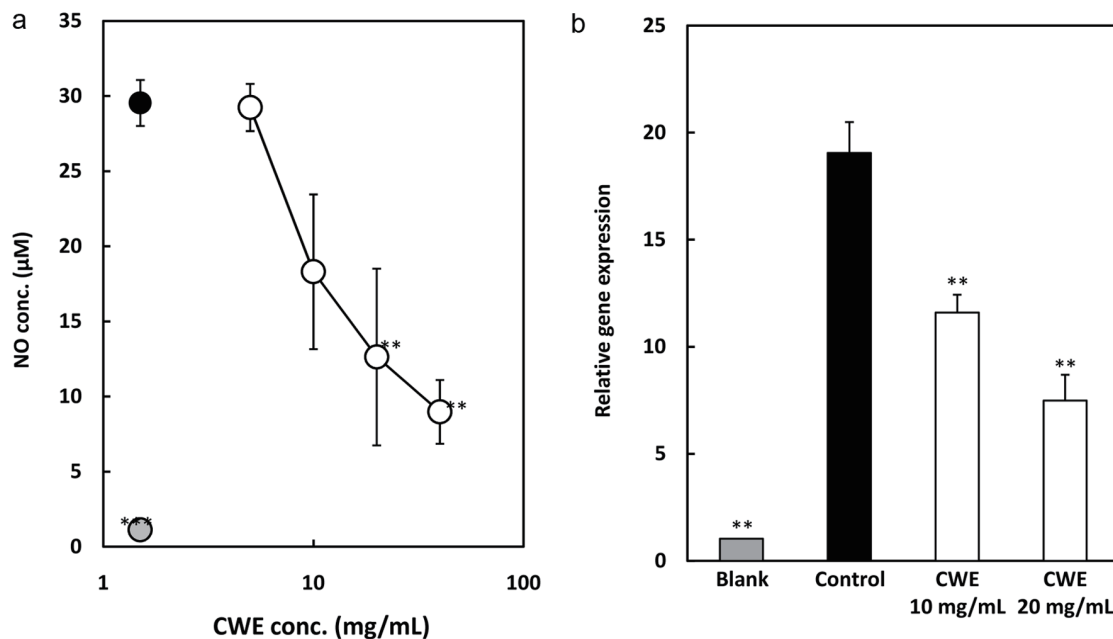 a
35
30
25
20
15
10
5
0
NO conc. (µM)
**
**
***
1
10
100
CWE conc. (mg/mL)
b
25
20
15
10
5
0
Relative gene expression
**
**
**
Blank
Control
CWE
10 mg/mL
CWE
20 mg/mL